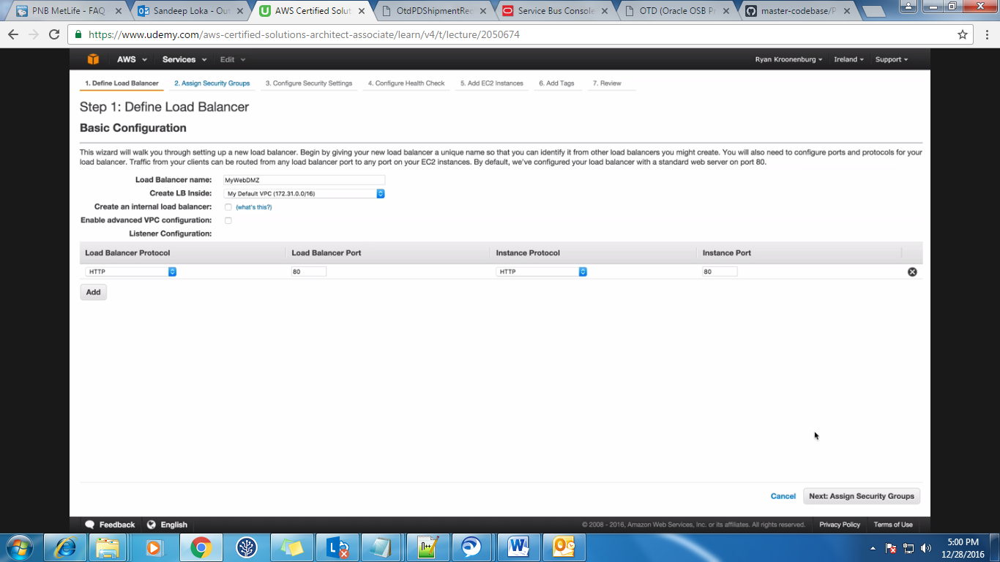 PNB MetLife - FAQ
Sandeep Loka - Out
AWS Certified Solut
OtdPDShipmentRec
Service Bus Console
OTD (Oracle OSB Pr
master-codebase/P
https://www.udemy.com/aws-certified-solutions-architect-associate/learn/v4/t/lecture/2050674
AWS Services Edit Ryan Kroonenburg Ireland Support
1. Define Load Balancer 2. Assign Security Groups 3. Configure Security Settings 4. Configure Health Check 5. Add EC2 Instances 6. Add Tags 7. Review
Step 1: Define Load Balancer
Basic Configuration
This wizard will walk you through setting up a new load balancer. Begin by giving your new load balancer a unique name so that you can identify it from other load balancers you might create. You will also need to configure ports and protocols for your
load balancer. Traffic from your clients can be routed from any load balancer port to any port on your EC2 instances. By default, we've configured your load balancer with a standard web server on port 80.
Load Balancer name: MyWebDMZ
Create LB Inside: My Default VPC (172.31.0.0/16)
Create an internal load balancer: (what's this?)
Enable advanced VPC configuration:
Listener Configuration:
Load Balancer Protocol Load Balancer Port Instance Protocol Instance Port
HTTP 80 HTTP 80
Add
Cancel Next: Assign Security Groups
Feedback English © 2008 - 2016, Amazon Web Services, Inc. or its affiliates. All rights reserved. Privacy Policy Terms of Use
5:00 PM
12/28/2016